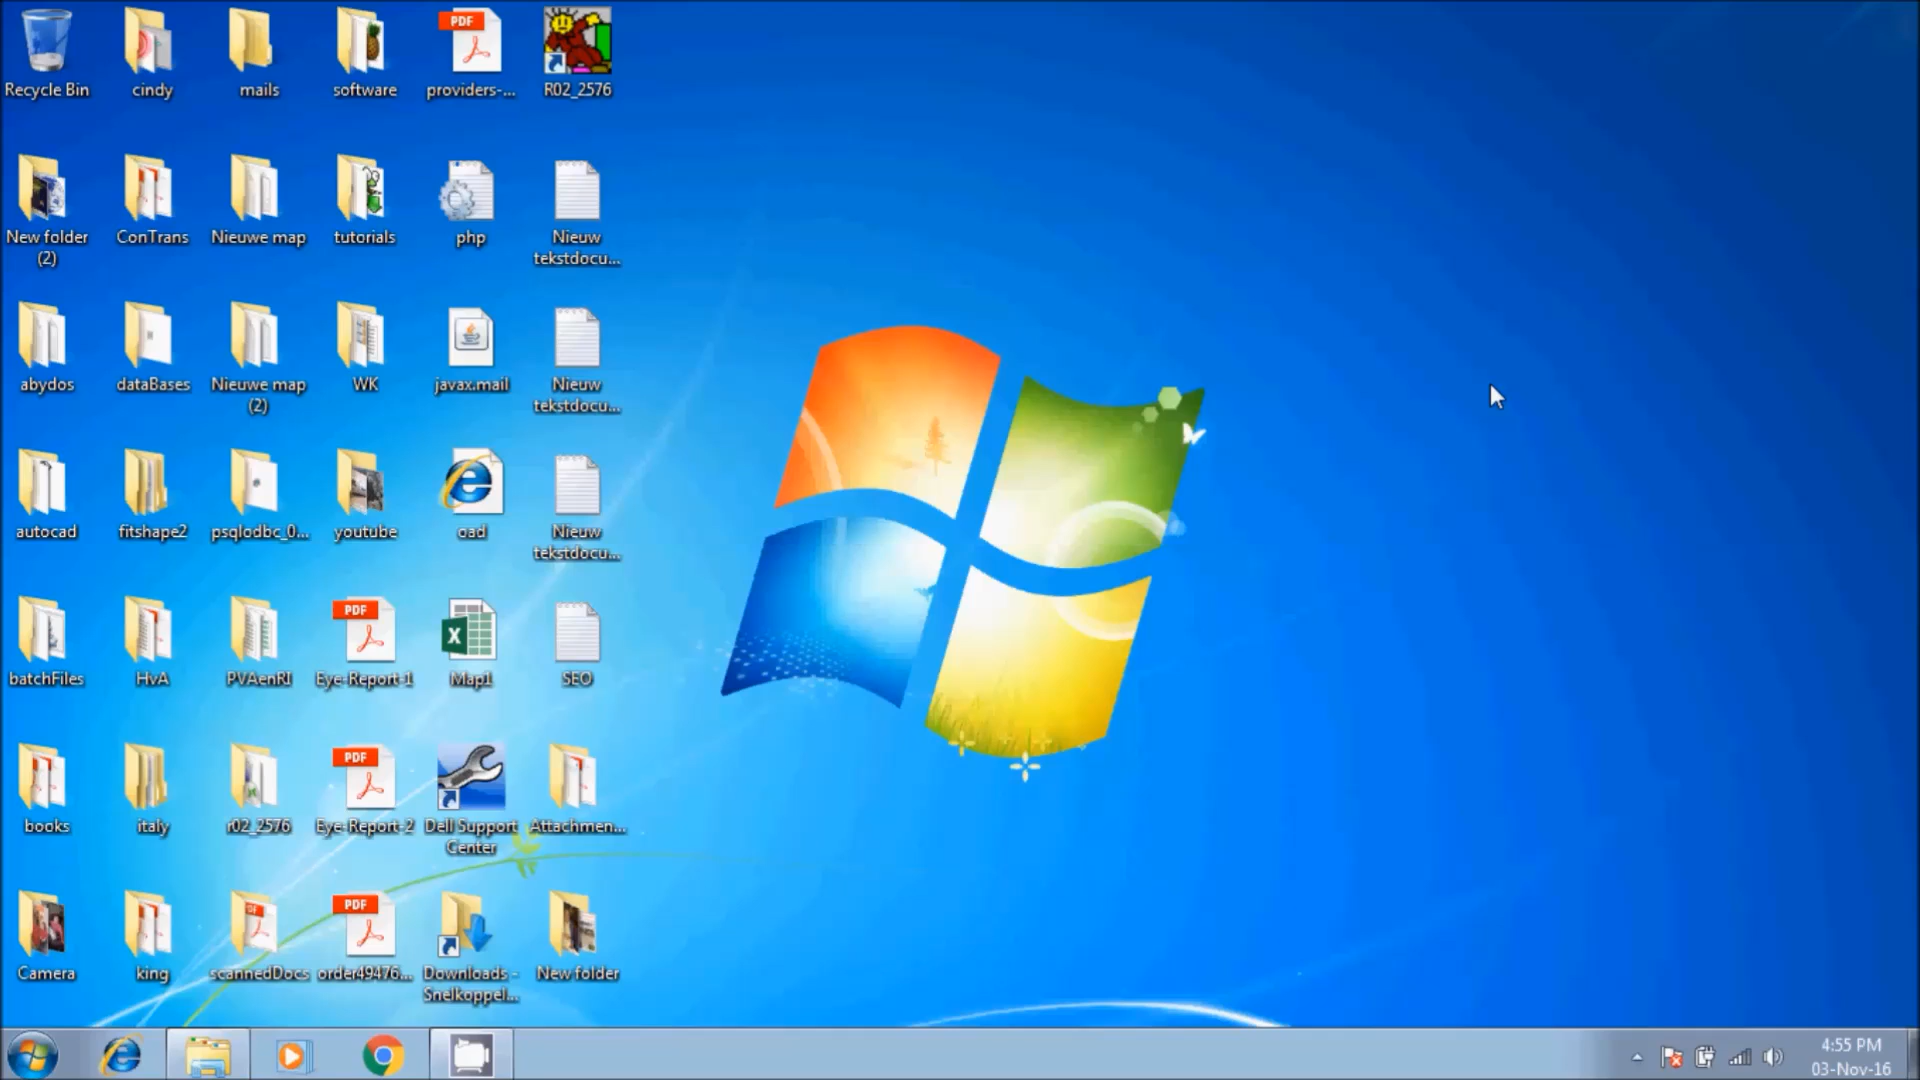 Recycle Bin
cindy
mails
software
providers-...
R02_2576
New folder
(2)
ConTrans
Nieuwe map
tutorials
php
Nieuw
tekstdocu...
abydos
dataBases
Nieuwe map
(2)
WK
javax.mail
Nieuw
tekstdocu...
autocad
fitshape2
psqlodbc_0...
youtube
oad
Nieuw
tekstdocu...
batchFiles
HvA
PVAenRI
Eye-Report-1
Map1
SEO
books
italy
r02_2576
Eye-Report-2
Dell Support
Center
Attachmen...
Camera
king
scannedDocs
order49476...
Downloads -
Snelkoppel...
New folder
PDF
PDF
PDF
PDF
4:55 PM
03-Nov-16